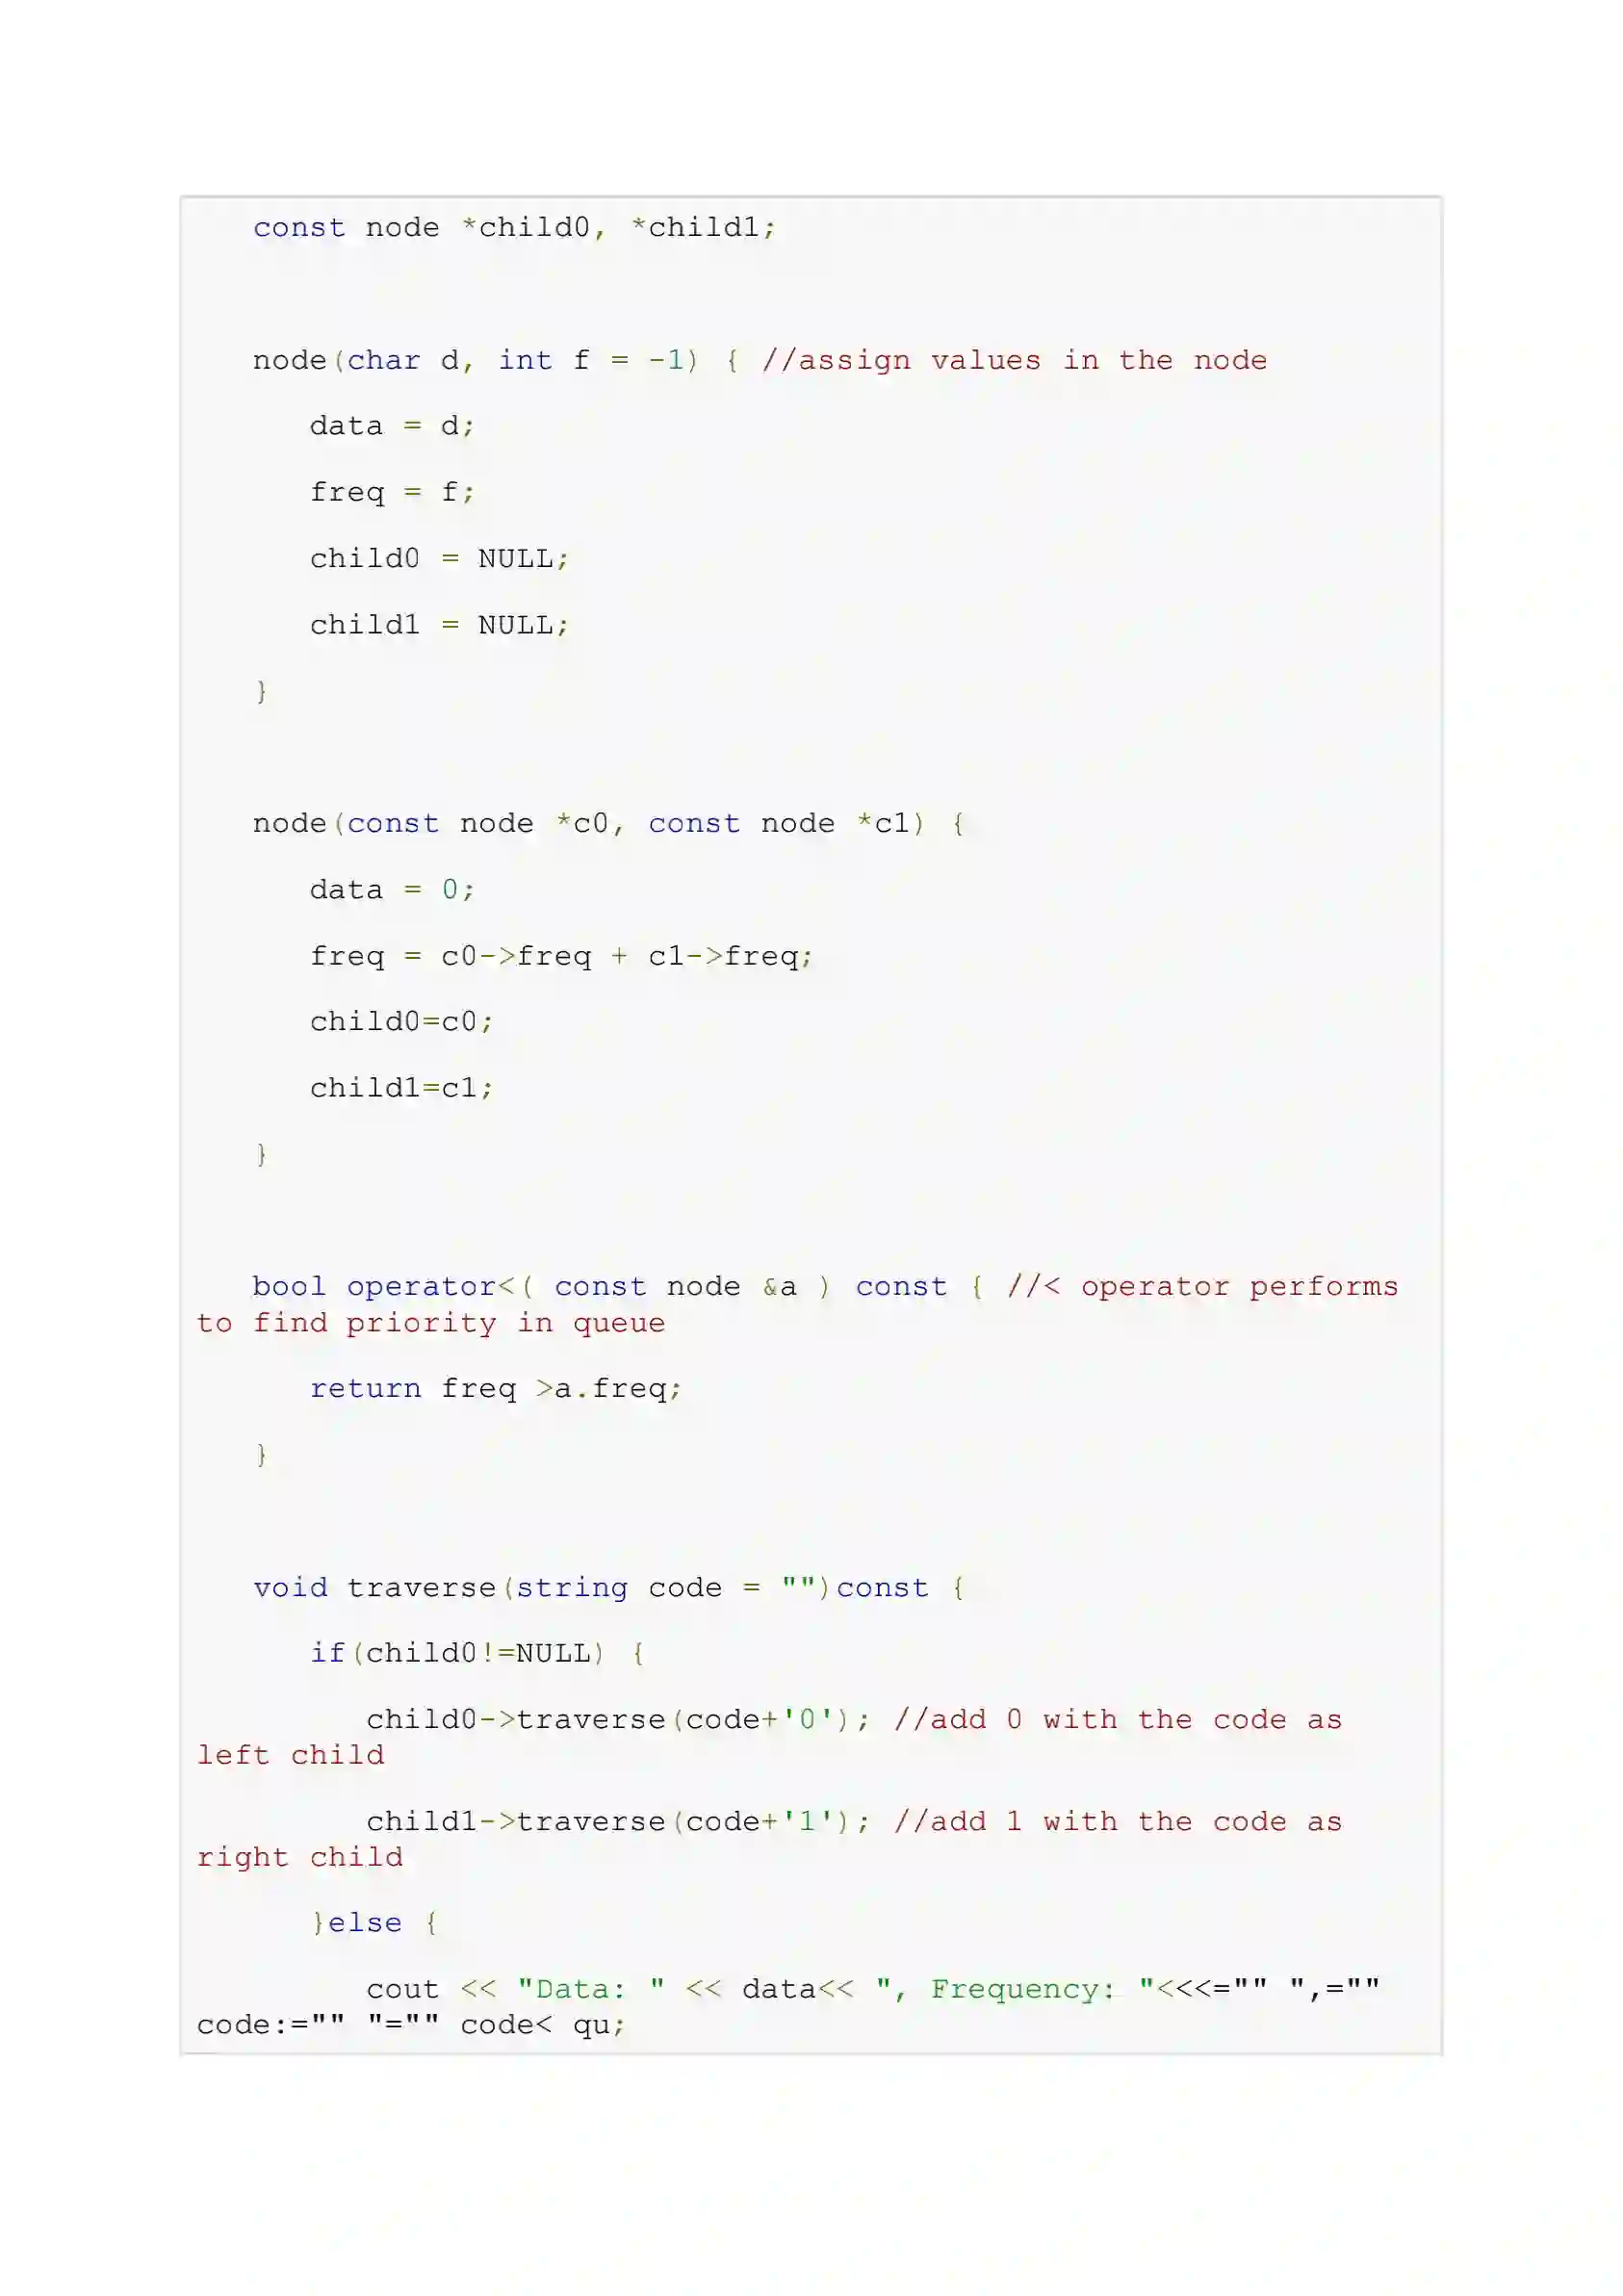 const node *child0, *child1;
node(char d, int f = -1) { //assign values in the node
data = d;
freq = f;
child0 = NULL;
child1 = NULL;
}
node(const node *c0, const node *c1) {
data = 0;
freq = c0->freq + c1->freq;
child0=c0;
child1=c1;
}
bool operator<( const node &a ) const { //< operator performs
to find priority in queue
return freq >a.freq;
}
void traverse(string code = "")const {
if(child0!=NULL) {
child0->traverse(code+'0'); //add 0 with the code as
left child
child1->traverse(code+'1'); //add 1 with the code as
right child
}else {
cout << "Data: " << data<< ", Frequency: "<<<="" ",=""
code:="" "="" code< qu;